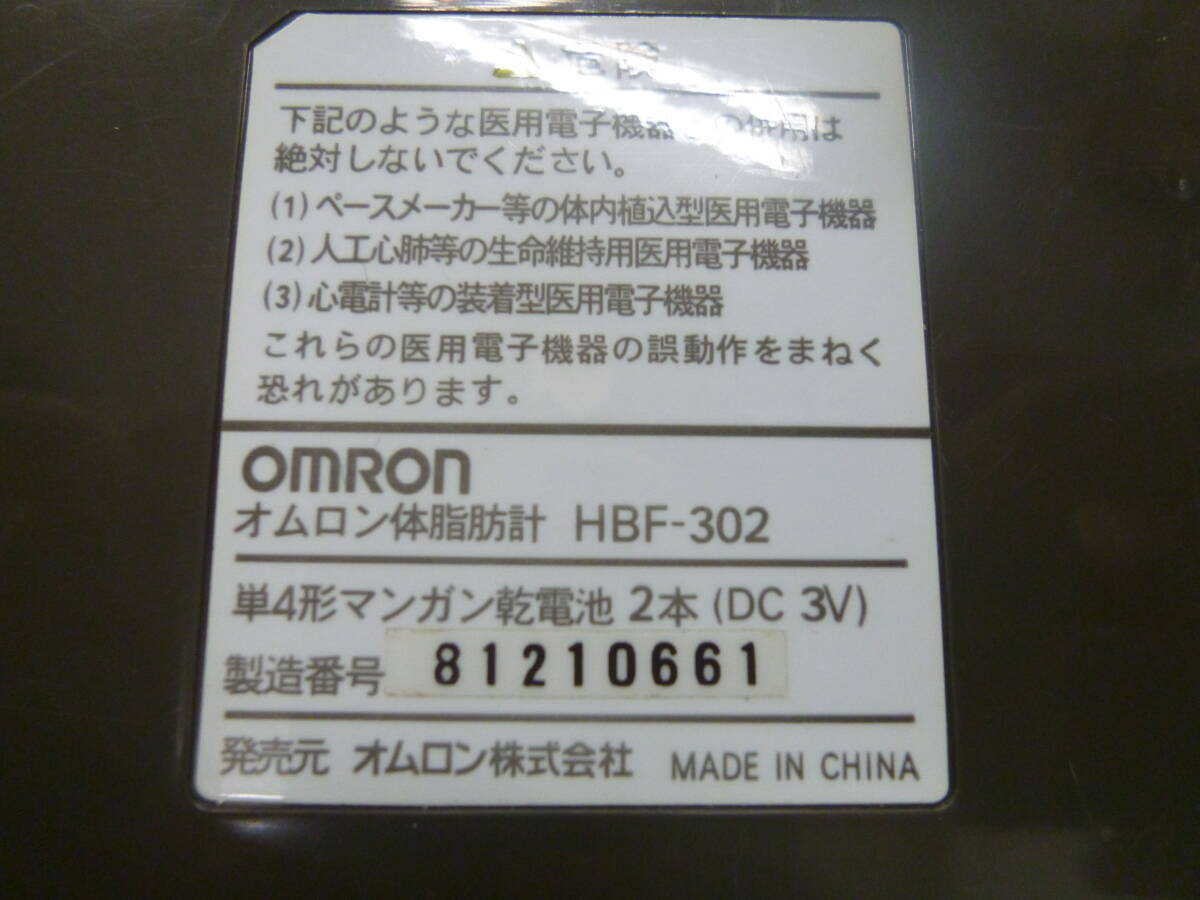 危険
下記のような医用電子機器との併用は
絶対しないでください。
(1) ペースメーカー等の体内植込型医用電子機器
(2) 人工心肺等の生命維持用医用電子機器
(3) 心電計等の装着型医用電子機器
これらの医用電子機器の誤動作をまねく
恐れがあります。
OMRON
オムロン体脂肪計 HBF-302
単4形マンガン乾電池 2本 (DC 3V)
製造番号 81210661
発売元 オムロン株式会社 MADE IN CHINA